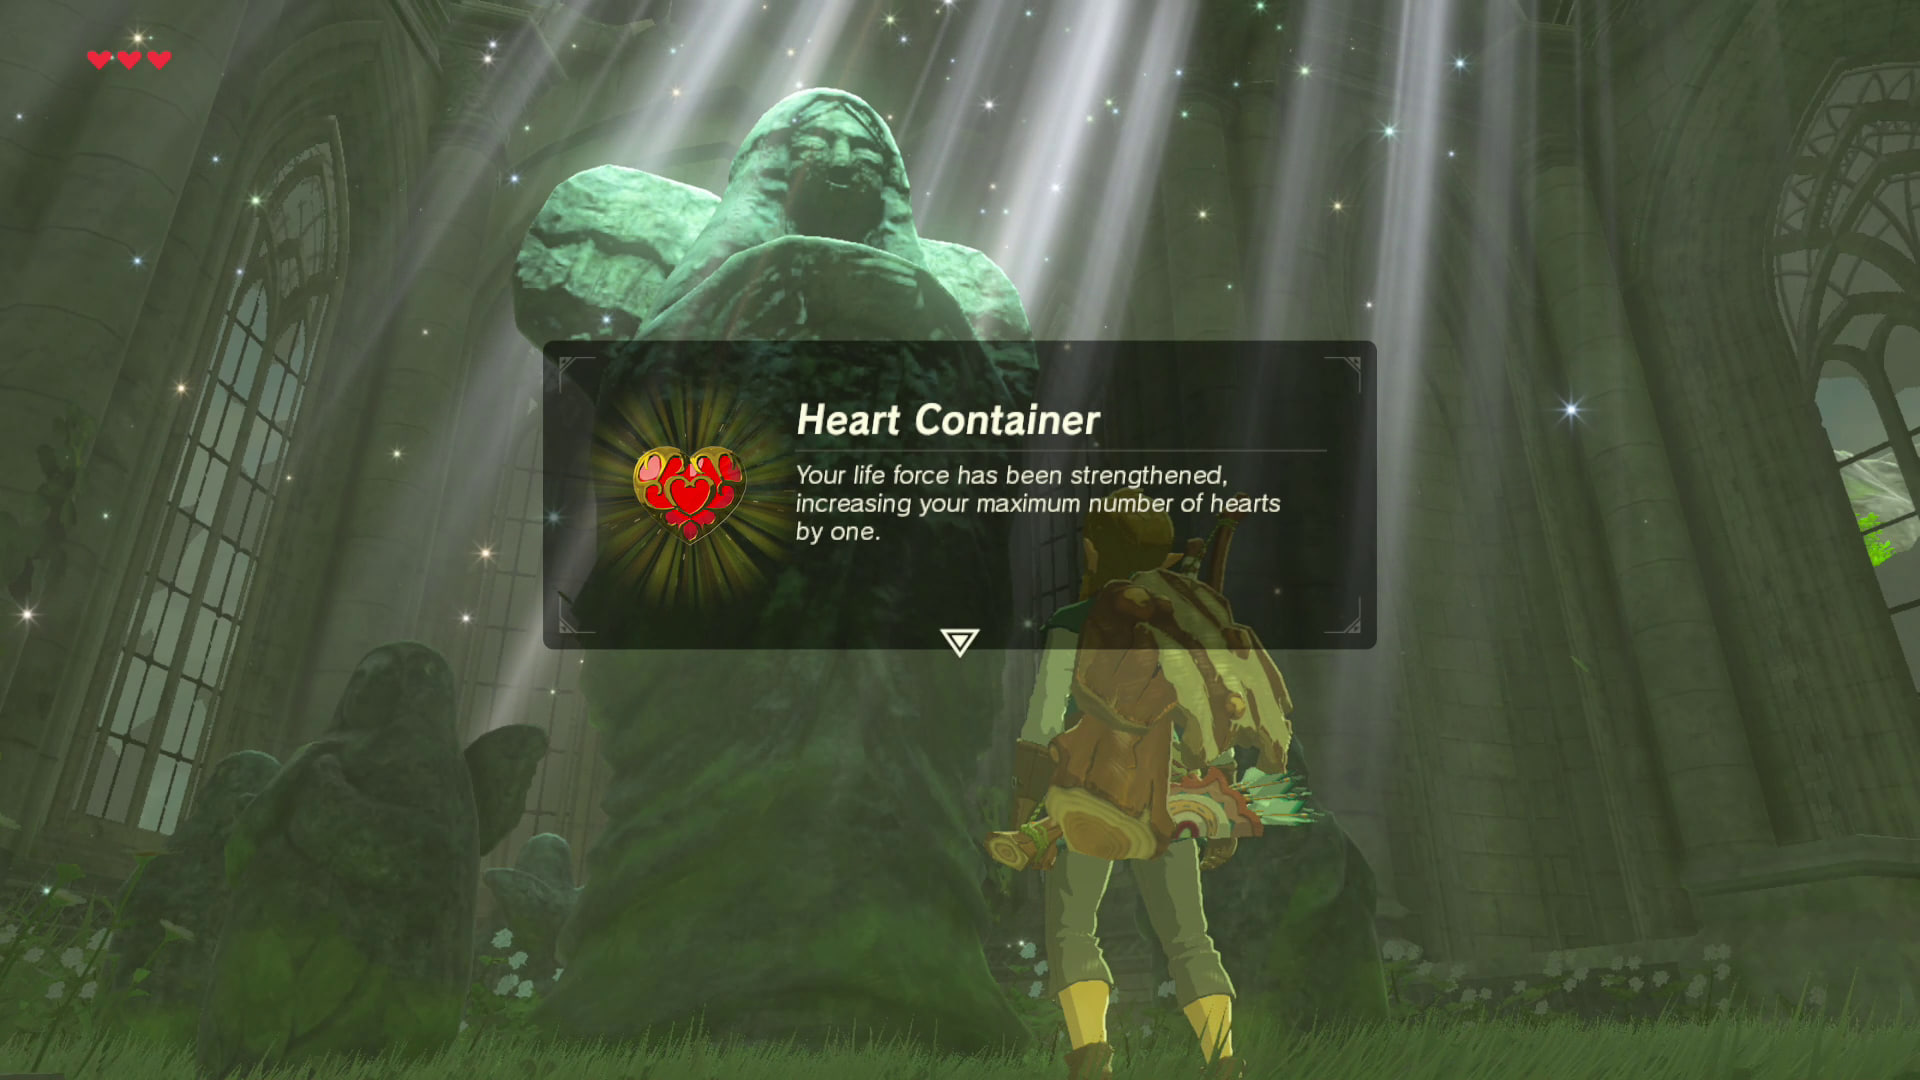 Heart Container
Your life force has been strengthened,
increasing your maximum number of hearts
by one.